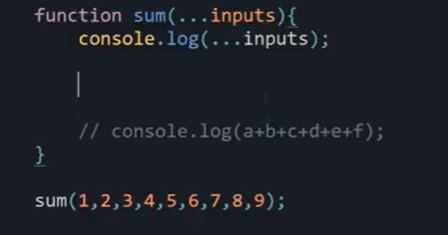 function sum(...inputs){
    console.log(...inputs);
    // console.log(a+b+c+d+e+f);
}
sum(1,2,3,4,5,6,7,8,9);